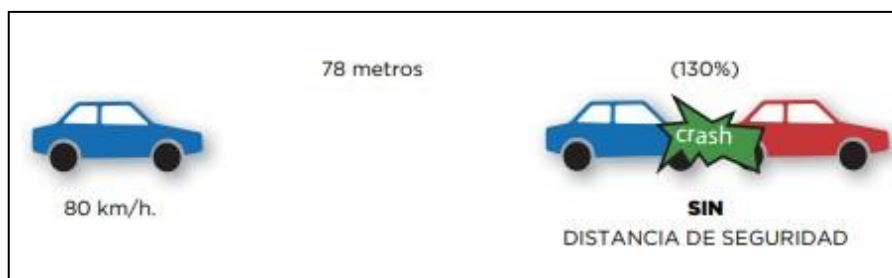 78 metros (130%)
crash
80 km/h. SIN
DISTANCIA DE SEGURIDAD